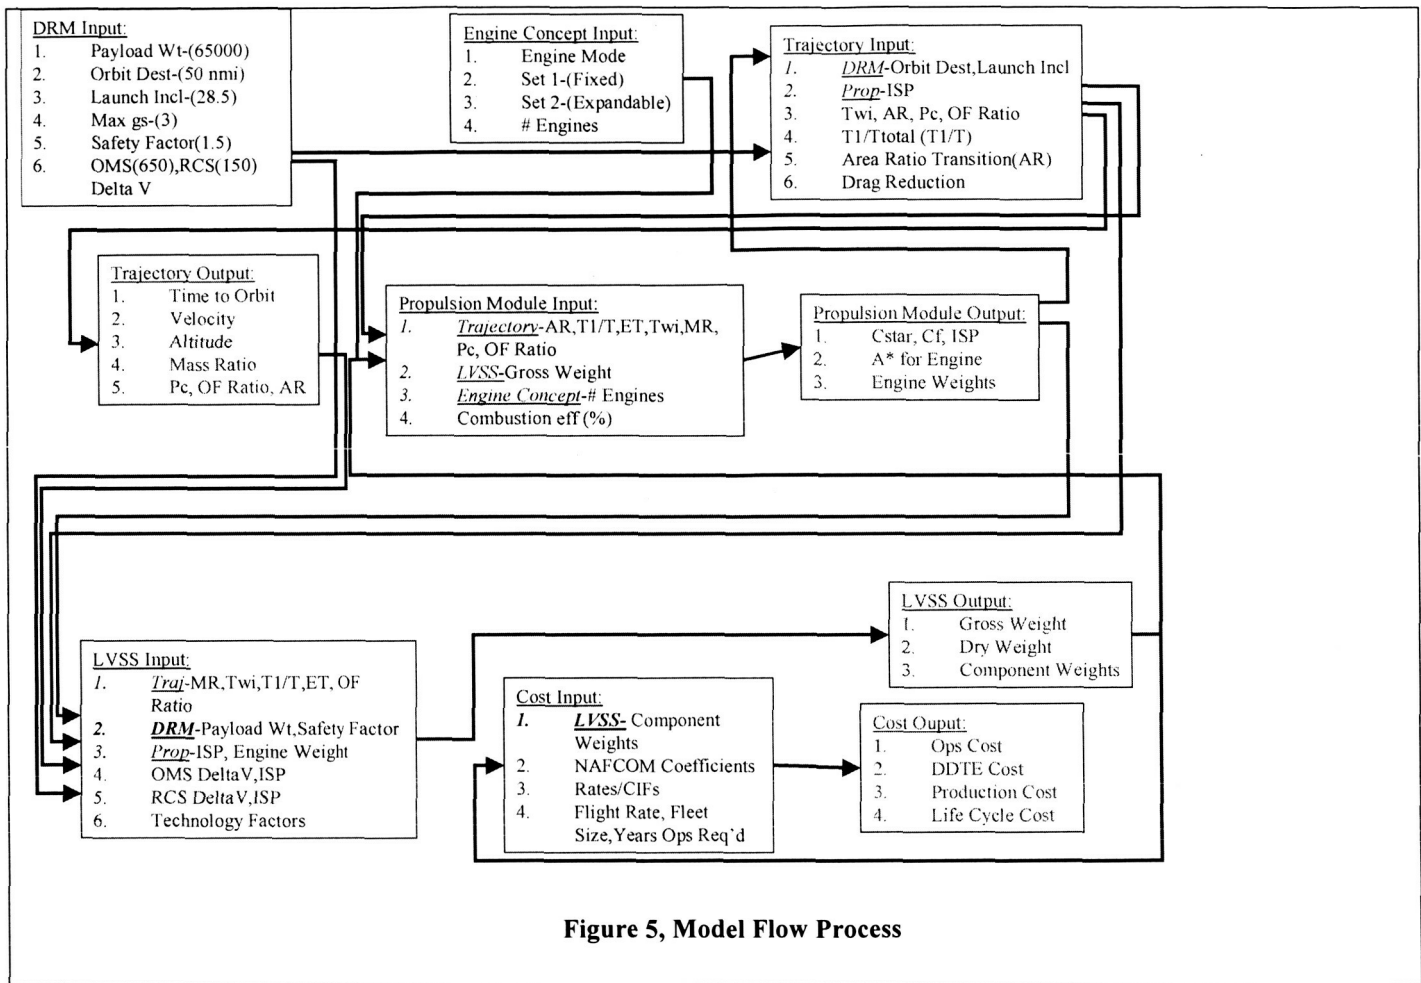 DRM Input:
1. Payload Wt-(65000)
2. Orbit Dest-(50 nmi)
3. Launch Incl-(28.5)
4. Max gs-(3)
5. Safety Factor(1.5)
6. OMS(650),RCS(150)
Delta V
Engine Concept Input:
1. Engine Mode
2. Set 1-(Fixed)
3. Set 2-(Expandable)
4. # Engines
Trajectory Input:
1. DRM-Orbit Dest,Launch Incl
2. Prop-ISP
3. Twi, AR, Pc, OF Ratio
4. T1/Ttotal (T1/T)
5. Area Ratio Transition(AR)
6. Drag Reduction
Trajectory Output:
1. Time to Orbit
2. Velocity
3. Altitude
4. Mass Ratio
5. Pc, OF Ratio, AR
Propulsion Module Input:
1. Trajectory-AR,T1/T,ET,Twi,MR,
Pc, OF Ratio
2. LVSS-Gross Weight
3. Engine Concept-# Engines
4. Combustion eff (%)
Propulsion Module Output:
1. Cstar, Cf, ISP
2. A* for Engine
3. Engine Weights
LVSS Input:
1. Traj-MR,Twi,T1/T,ET, OF
Ratio
2. DRM-Payload Wt,Safety Factor
3. Prop-ISP, Engine Weight
4. OMS DeltaV,ISP
5. RCS DeltaV,ISP
6. Technology Factors
LVSS Output:
1. Gross Weight
2. Dry Weight
3. Component Weights
Cost Input:
1. LVSS- Component
Weights
2. NAFCOM Coefficients
3. Rates/CIFs
4. Flight Rate, Fleet
Size,Years Ops Req`d
Cost Ouput:
1. Ops Cost
2. DDTE Cost
3. Production Cost
4. Life Cycle Cost
Figure 5, Model Flow Process